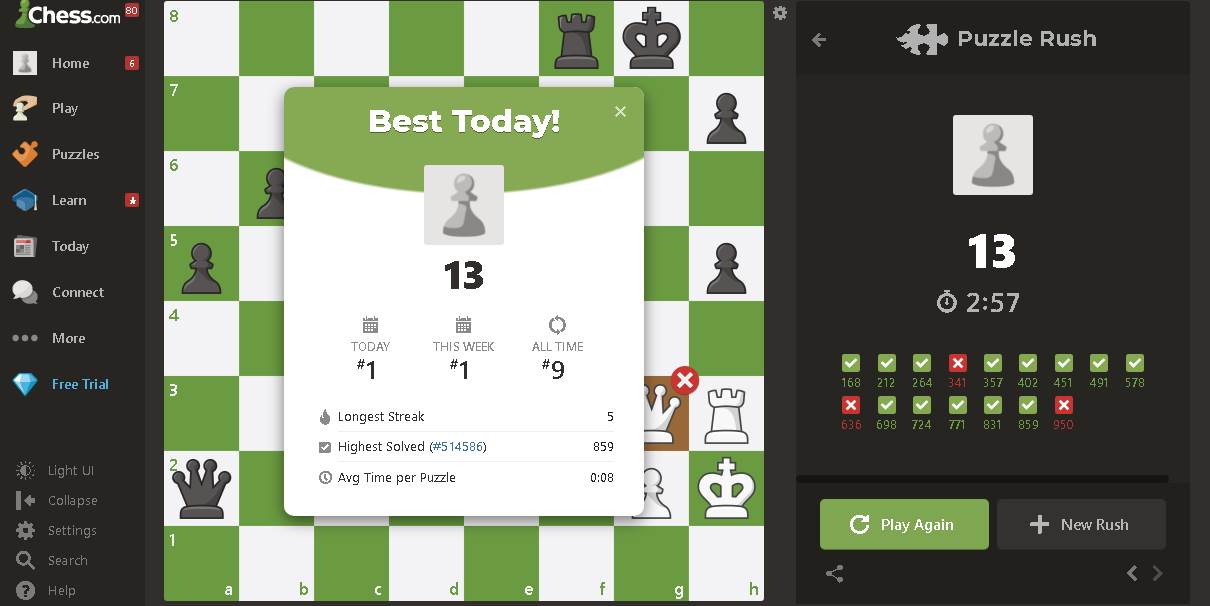 Chess.com 80
Home 6
Play
Puzzles
Learn
Today
Connect
More
Free Trial
Light UI
Collapse
Settings
Search
Help
8
7
6
5
4
3
2
1
a b c d e f g h
Best Today!
13
TODAY THIS WEEK ALL TIME
#1 #1 #9
Longest Streak 5
Highest Solved (#514586) 859
Avg Time per Puzzle 0:08
Puzzle Rush
13
2:57
168 212 264 341 357 402 451 491 578
636 698 724 771 831 859 950
Play Again
New Rush